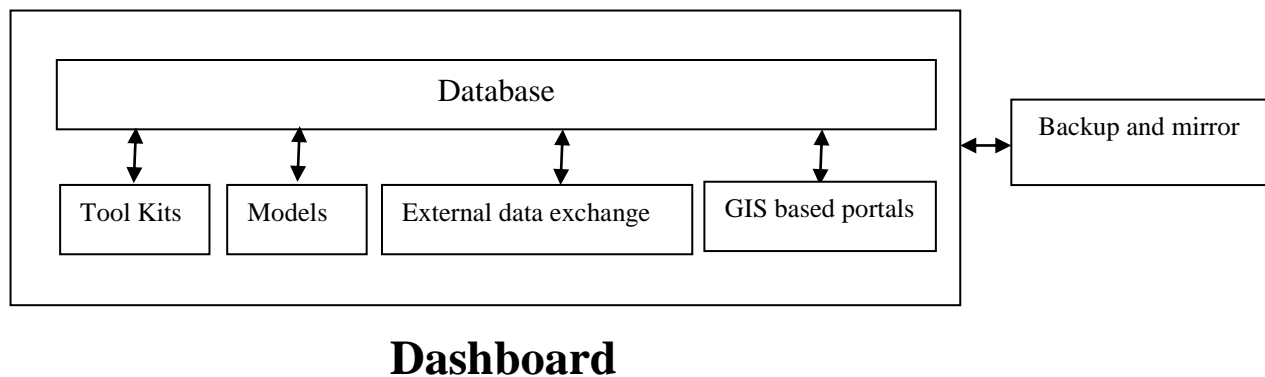 Database
Backup and mirror
Tool Kits
Models
External data exchange
GIS based portals
Dashboard